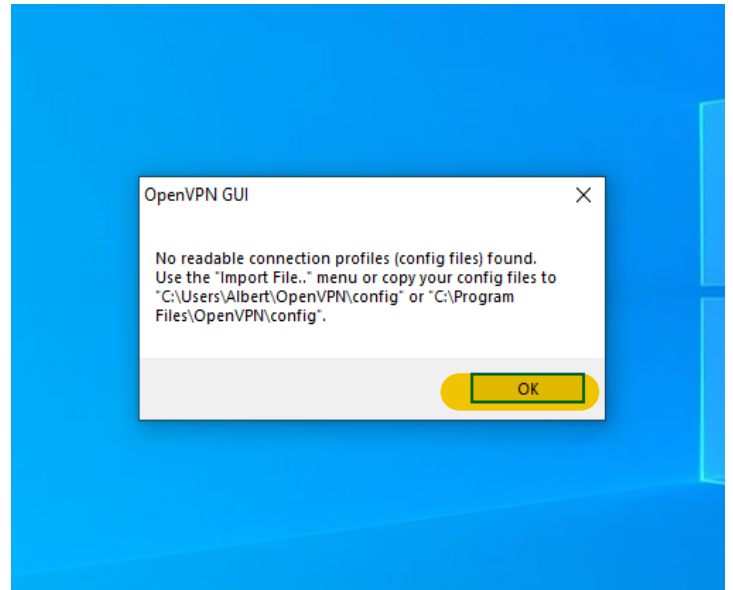 OpenVPN GUI
No readable connection profiles (config files) found.
Use the "Import File.." menu or copy your config files to
"C:\Users\Albert\OpenVPN\config" or "C:\Program
Files\OpenVPN\config".
OK